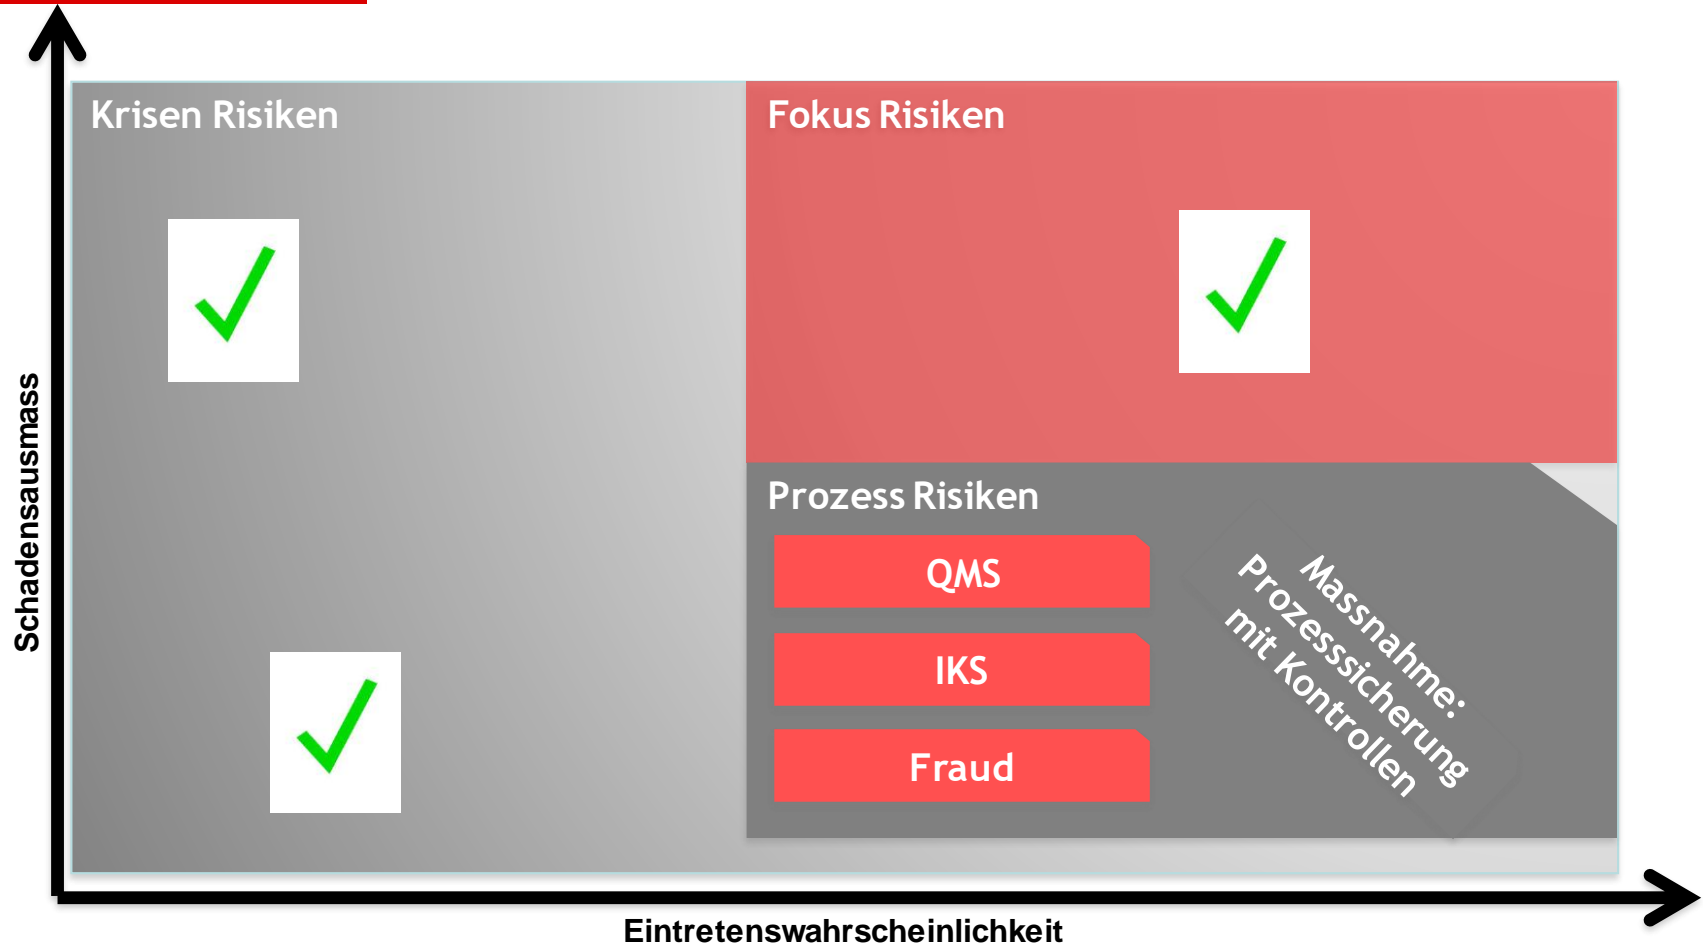 Krisen Risiken
Fokus Risiken
Prozess Risiken
QMS
IKS
Fraud
Massnahme:
Prozesssicherung
mit Kontrollen
Schadensausmass
Eintretenswahrscheinlichkeit